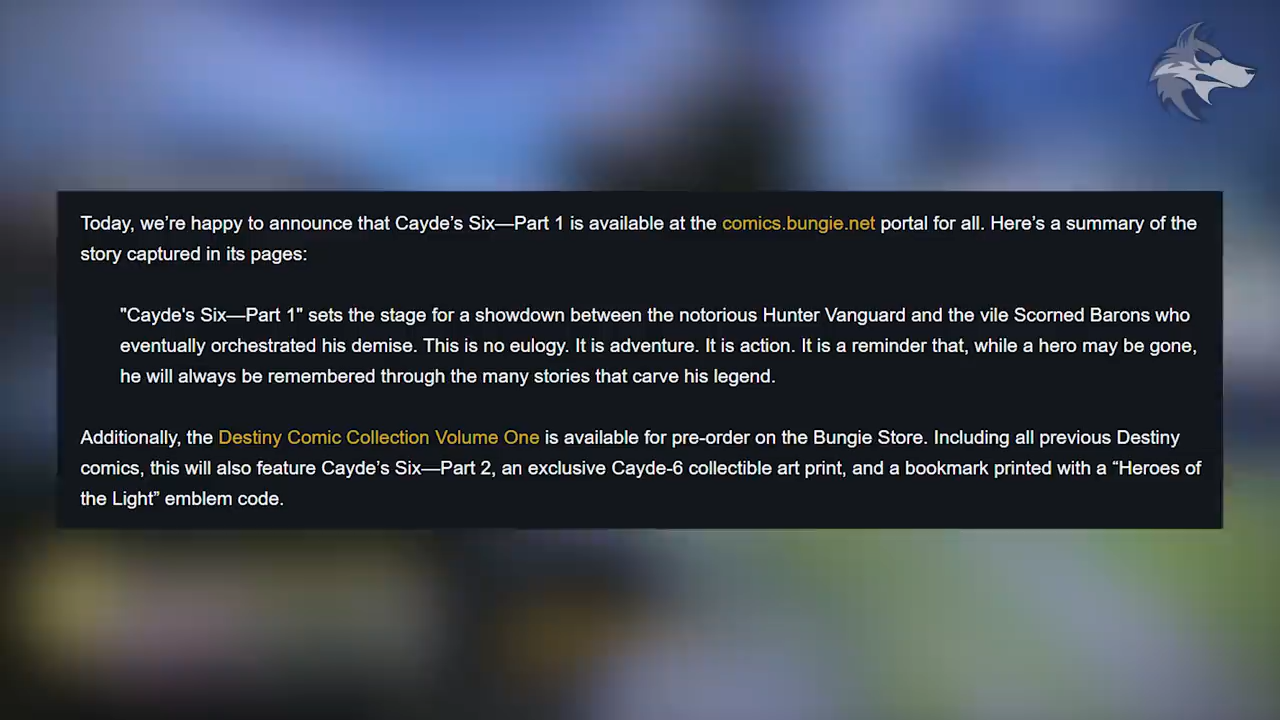 Today, we’re happy to announce that Cayde’s Six—Part 1 is available at the comics.bungie.net portal for all. Here’s a summary of the
story captured in its pages:
"Cayde's Six—Part 1" sets the stage for a showdown between the notorious Hunter Vanguard and the vile Scorned Barons who
eventually orchestrated his demise. This is no eulogy. It is adventure. It is action. It is a reminder that, while a hero may be gone,
he will always be remembered through the many stories that carve his legend.
Additionally, the Destiny Comic Collection Volume One is available for pre-order on the Bungie Store. Including all previous Destiny
comics, this will also feature Cayde’s Six—Part 2, an exclusive Cayde-6 collectible art print, and a bookmark printed with a “Heroes of
the Light” emblem code.